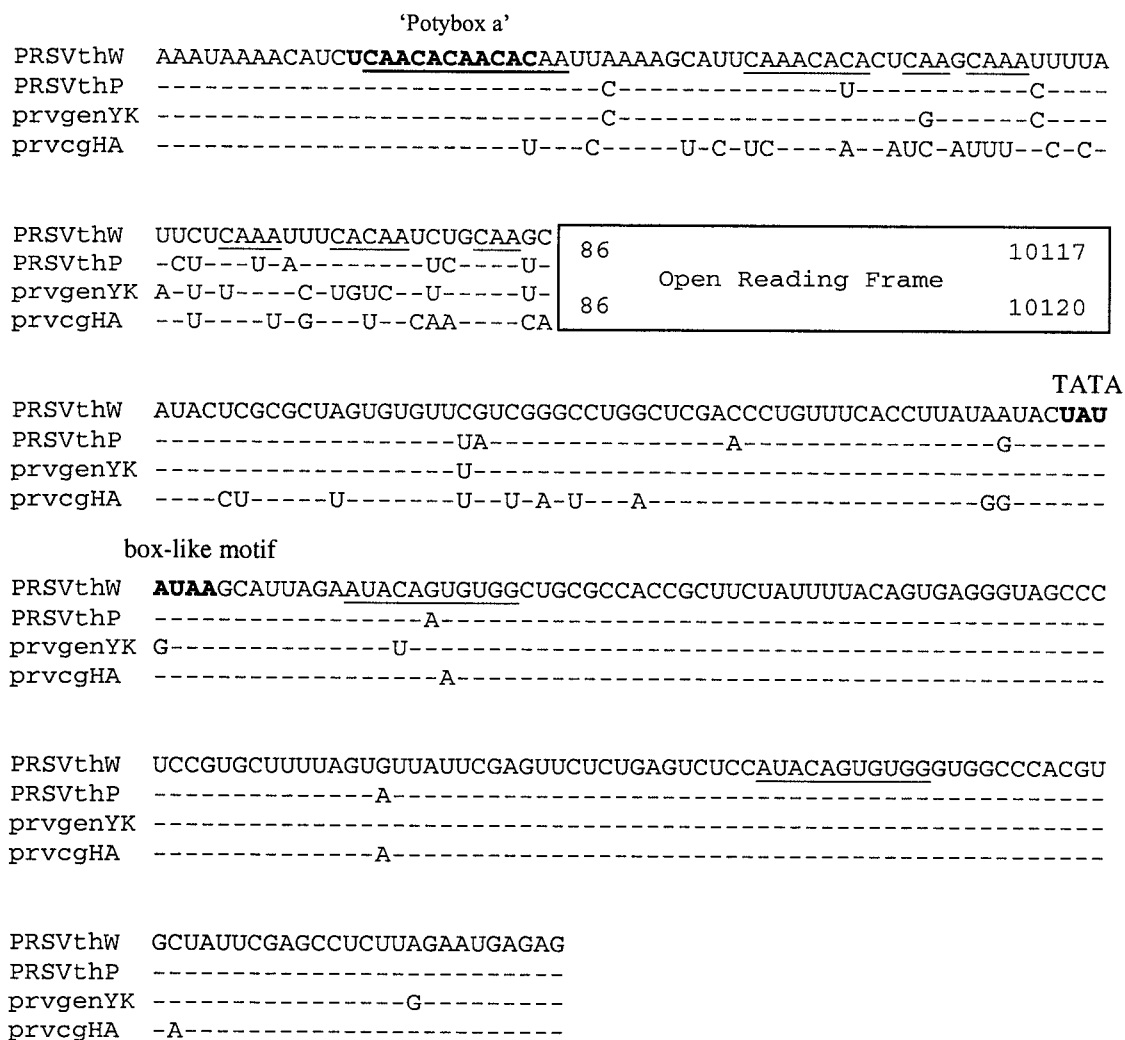 'Potybox a'
PRSVthW AAAUAAAACAUCUCAACACAACACAAUUAAAAGCAUUCAAACACACUCAAGCAAAUUUUA
PRSVthP ----------------------------C--------------U-----------C----
prvgenYK ----------------------------C-------------------G------C----
prvcgHA -----------------------U---C-----U-C-UC----A--AUC-AUUU--C-C-
PRSVthW UUCUCAAAUUUCACAAUCUGCAAGC
PRSVthP -CU---U-A--------UC----U-
prvgenYK A-U-U----C-UGUC--U-----U-
prvcgHA --U----U-G---U--CAA----CA
86 10117
Open Reading Frame
86 10120
TATA
PRSVthW AUACUCGCGCUAGUGUGUUCGUCGGGCCUGGCUCGACCCUGUUUCACCUUAUAAUACUAU
PRSVthP -------------------UA---------------A----------------G------
prvgenYK -------------------U----------------------------------------
prvcgHA ----CU-----U-------U--U-A-U---A---------------------GG------
box-like motif
PRSVthW AUAAGCAUUAGAAUACAGUGUGGCUGCGCCACCGCUUCUAUUUUACAGUGAGGGUAGCCC
PRSVthP -----------------A------------------------------------------
prvgenYK G--------------U--------------------------------------------
prvcgHA ------------------A-----------------------------------------
PRSVthW UCCGUGCUUUUAGUGUUAUUCGAGUUCUCUGAGUCUCCAUACAGUGUGGGUGGCCCACGU
PRSVthP --------------A---------------------------------------------
prvgenYK ------------------------------------------------------------
prvcgHA --------------A---------------------------------------------
PRSVthW GCUAUUCGAGCCUCUUAGAAUGAGAG
PRSVthP --------------------------
prvgenYK ----------------G---------
prvcgHA -A------------------------